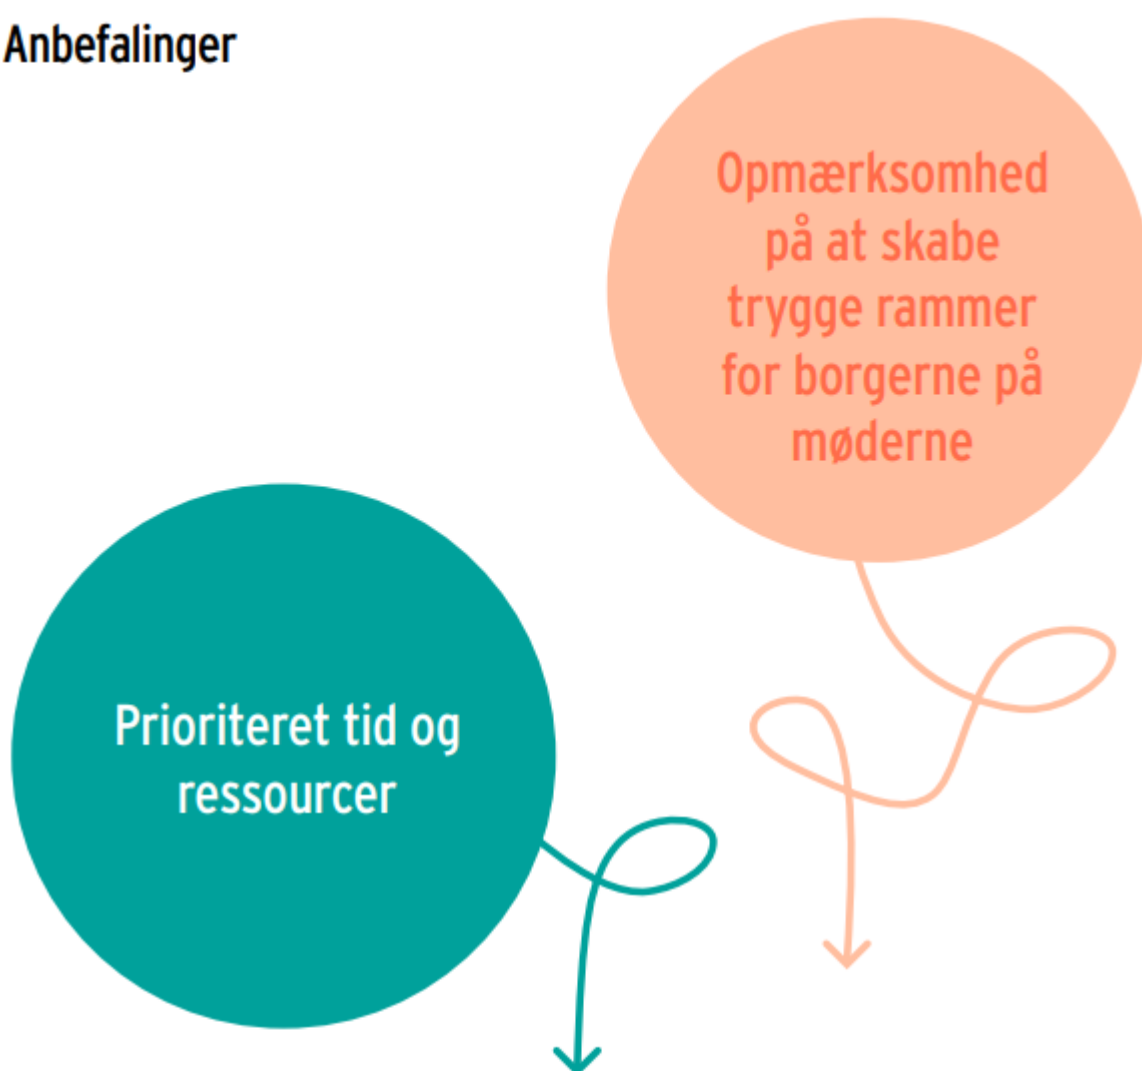 Anbefalinger
Opmærksomhed
på at skabe
trygge rammer
for borgerne på
møderne
Prioriteret tid og
ressourcer